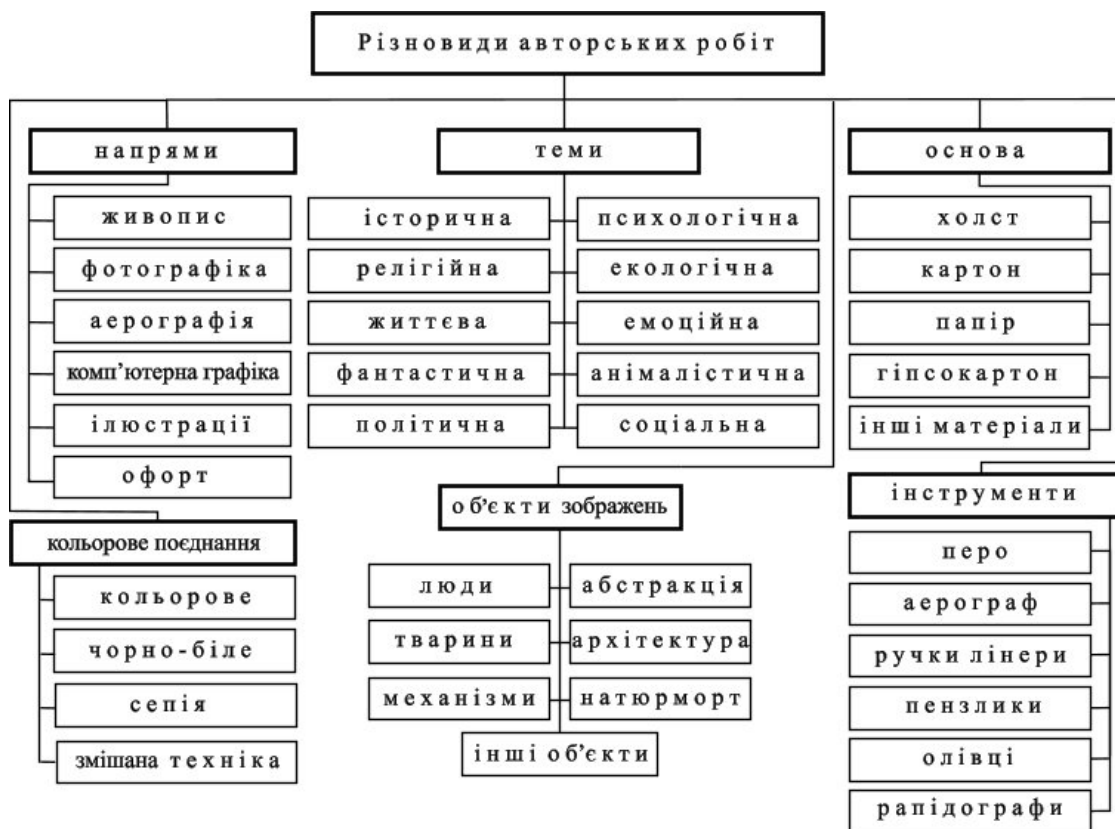 Різновиди авторських робіт
напрями
живопис
фотографіка
аерографія
комп’ютерна графіка
ілюстрації
офорт
кольорове поєднання
кольорове
чорно-біле
сепія
змішана техніка
теми
історична
психологічна
релігійна
екологічна
життєва
емоційна
фантастична
анімалістична
політична
соціальна
об’єкти зображень
люди
абстракція
тварини
архітектура
механізми
натюрморт
інші об’єкти
основа
холст
картон
папір
гіпсокартон
інші матеріали
інструменти
перо
аерограф
ручки лінери
пензлики
олівці
рапідографи